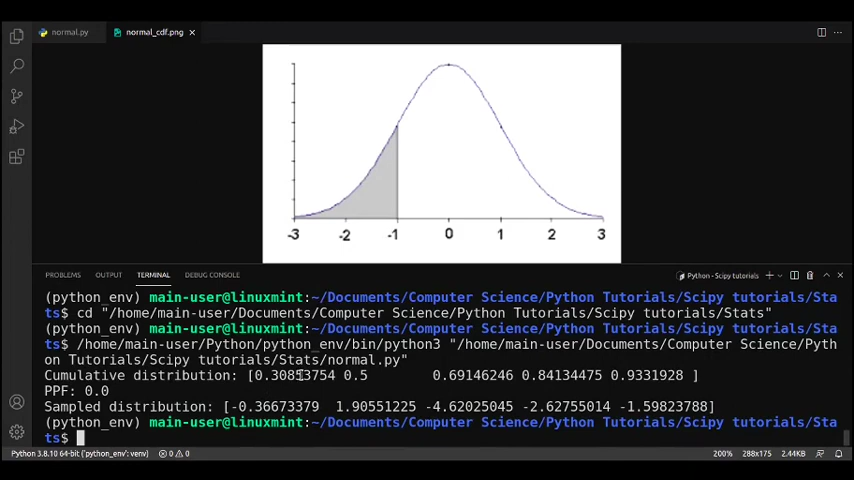 normal.py
normal_cdf.png
-3 -2 -1 0 1 2 3
PROBLEMS OUTPUT TERMINAL DEBUG CONSOLE
Python - Scipy tutorials
(python_env) main-user@linuxmint:~/Documents/Computer Science/Python Tutorials/Scipy tutorials/Sta
ts$ cd "/home/main-user/Documents/Computer Science/Python Tutorials/Scipy tutorials/Stats"
(python_env) main-user@linuxmint:~/Documents/Computer Science/Python Tutorials/Scipy tutorials/Sta
ts$ /home/main-user/Python/python_env/bin/python3 "/home/main-user/Documents/Computer Science/Pyth
on Tutorials/Scipy tutorials/Stats/normal.py"
Cumulative distribution: [0.30853754 0.5 0.69146246 0.84134475 0.9331928 ]
PPF: 0.0
Sampled distribution: [-0.36673379 1.90551225 -4.62025045 -2.62755014 -1.59823788]
(python_env) main-user@linuxmint:~/Documents/Computer Science/Python Tutorials/Scipy tutorials/Sta
ts$
Python 3.8.10 64-bit ('python_env': venv) 0 0 200% 288x175 2.44KB